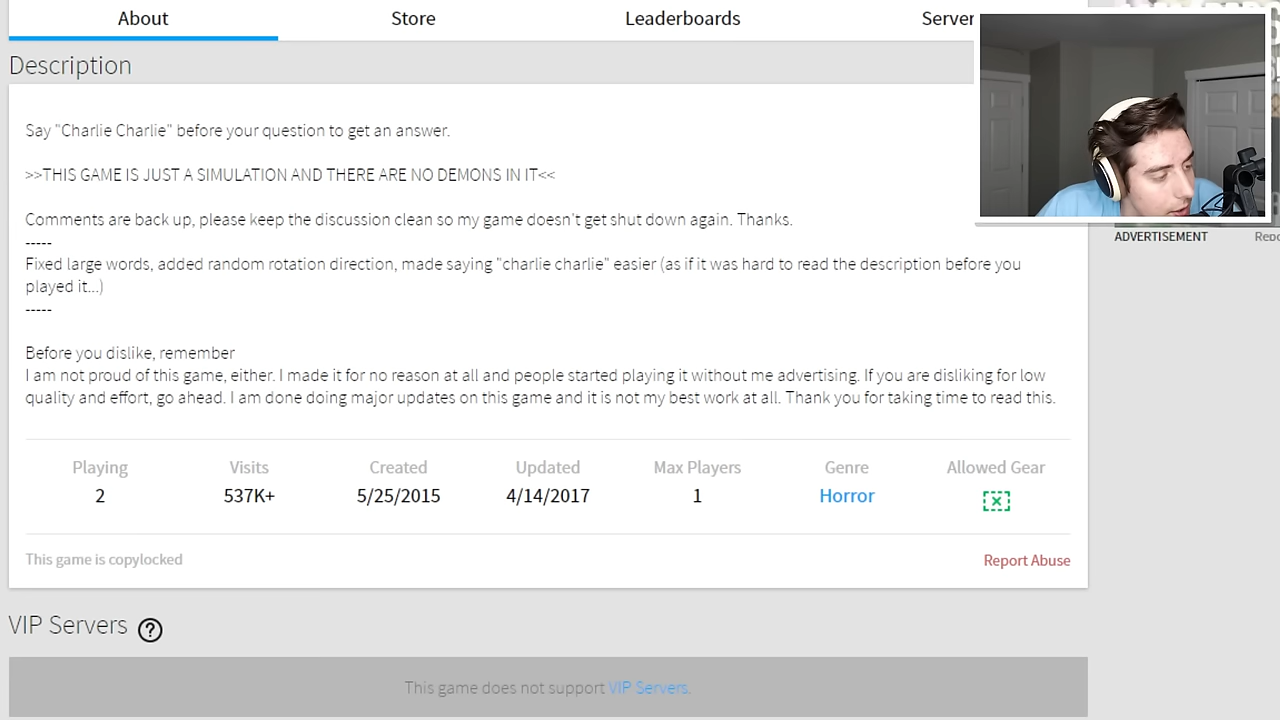 About Store Leaderboards Server
Description
Say "Charlie Charlie" before your question to get an answer.
>>THIS GAME IS JUST A SIMULATION AND THERE ARE NO DEMONS IN IT<<
Comments are back up, please keep the discussion clean so my game doesn't get shut down again. Thanks.
-----
Fixed large words, added random rotation direction, made saying "charlie charlie" easier (as if it was hard to read the description before you
played it...)
-----
Before you dislike, remember
I am not proud of this game, either. I made it for no reason at all and people started playing it without me advertising. If you are disliking for low
quality and effort, go ahead. I am done doing major updates on this game and it is not my best work at all. Thank you for taking time to read this.
Playing Visits Created Updated Max Players Genre Allowed Gear
2 537K+ 5/25/2015 4/14/2017 1 Horror
This game is copylocked Report Abuse
VIP Servers ?
This game does not support VIP Servers.
ADVERTISEMENT